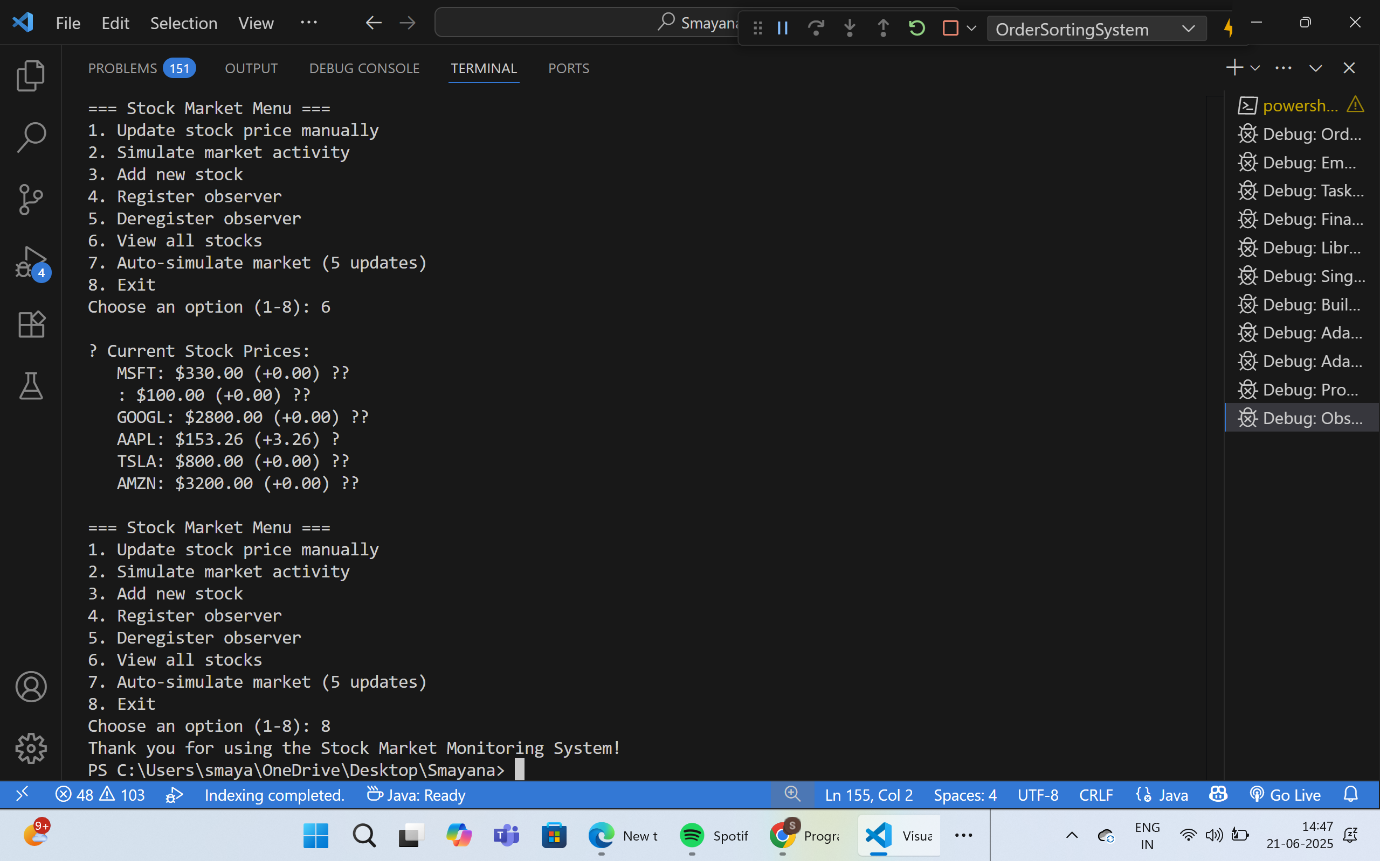 File Edit Selection View ···
Smayana
OrderSortingSystem
PROBLEMS 151 OUTPUT DEBUG CONSOLE TERMINAL PORTS
=== Stock Market Menu ===
1. Update stock price manually
2. Simulate market activity
3. Add new stock
4. Register observer
5. Deregister observer
6. View all stocks
7. Auto-simulate market (5 updates)
8. Exit
Choose an option (1-8): 6
? Current Stock Prices:
MSFT: $330.00 (+0.00) ??
: $100.00 (+0.00) ??
GOOGL: $2800.00 (+0.00) ??
AAPL: $153.26 (+3.26) ?
TSLA: $800.00 (+0.00) ??
AMZN: $3200.00 (+0.00) ??
=== Stock Market Menu ===
1. Update stock price manually
2. Simulate market activity
3. Add new stock
4. Register observer
5. Deregister observer
6. View all stocks
7. Auto-simulate market (5 updates)
8. Exit
Choose an option (1-8): 8
Thank you for using the Stock Market Monitoring System!
PS C:\Users\smaya\OneDrive\Desktop\Smayana>
powersh...
Debug: Ord...
Debug: Em...
Debug: Task...
Debug: Fina...
Debug: Libr...
Debug: Sing...
Debug: Buil...
Debug: Ada...
Debug: Ada...
Debug: Pro...
Debug: Obs...
4
48 103 Indexing completed. Java: Ready Ln 155, Col 2 Spaces: 4 UTF-8 CRLF Java Go Live
9+ New t Spotif S Progra Visua ··· ENG IN 14:47
21-06-2025